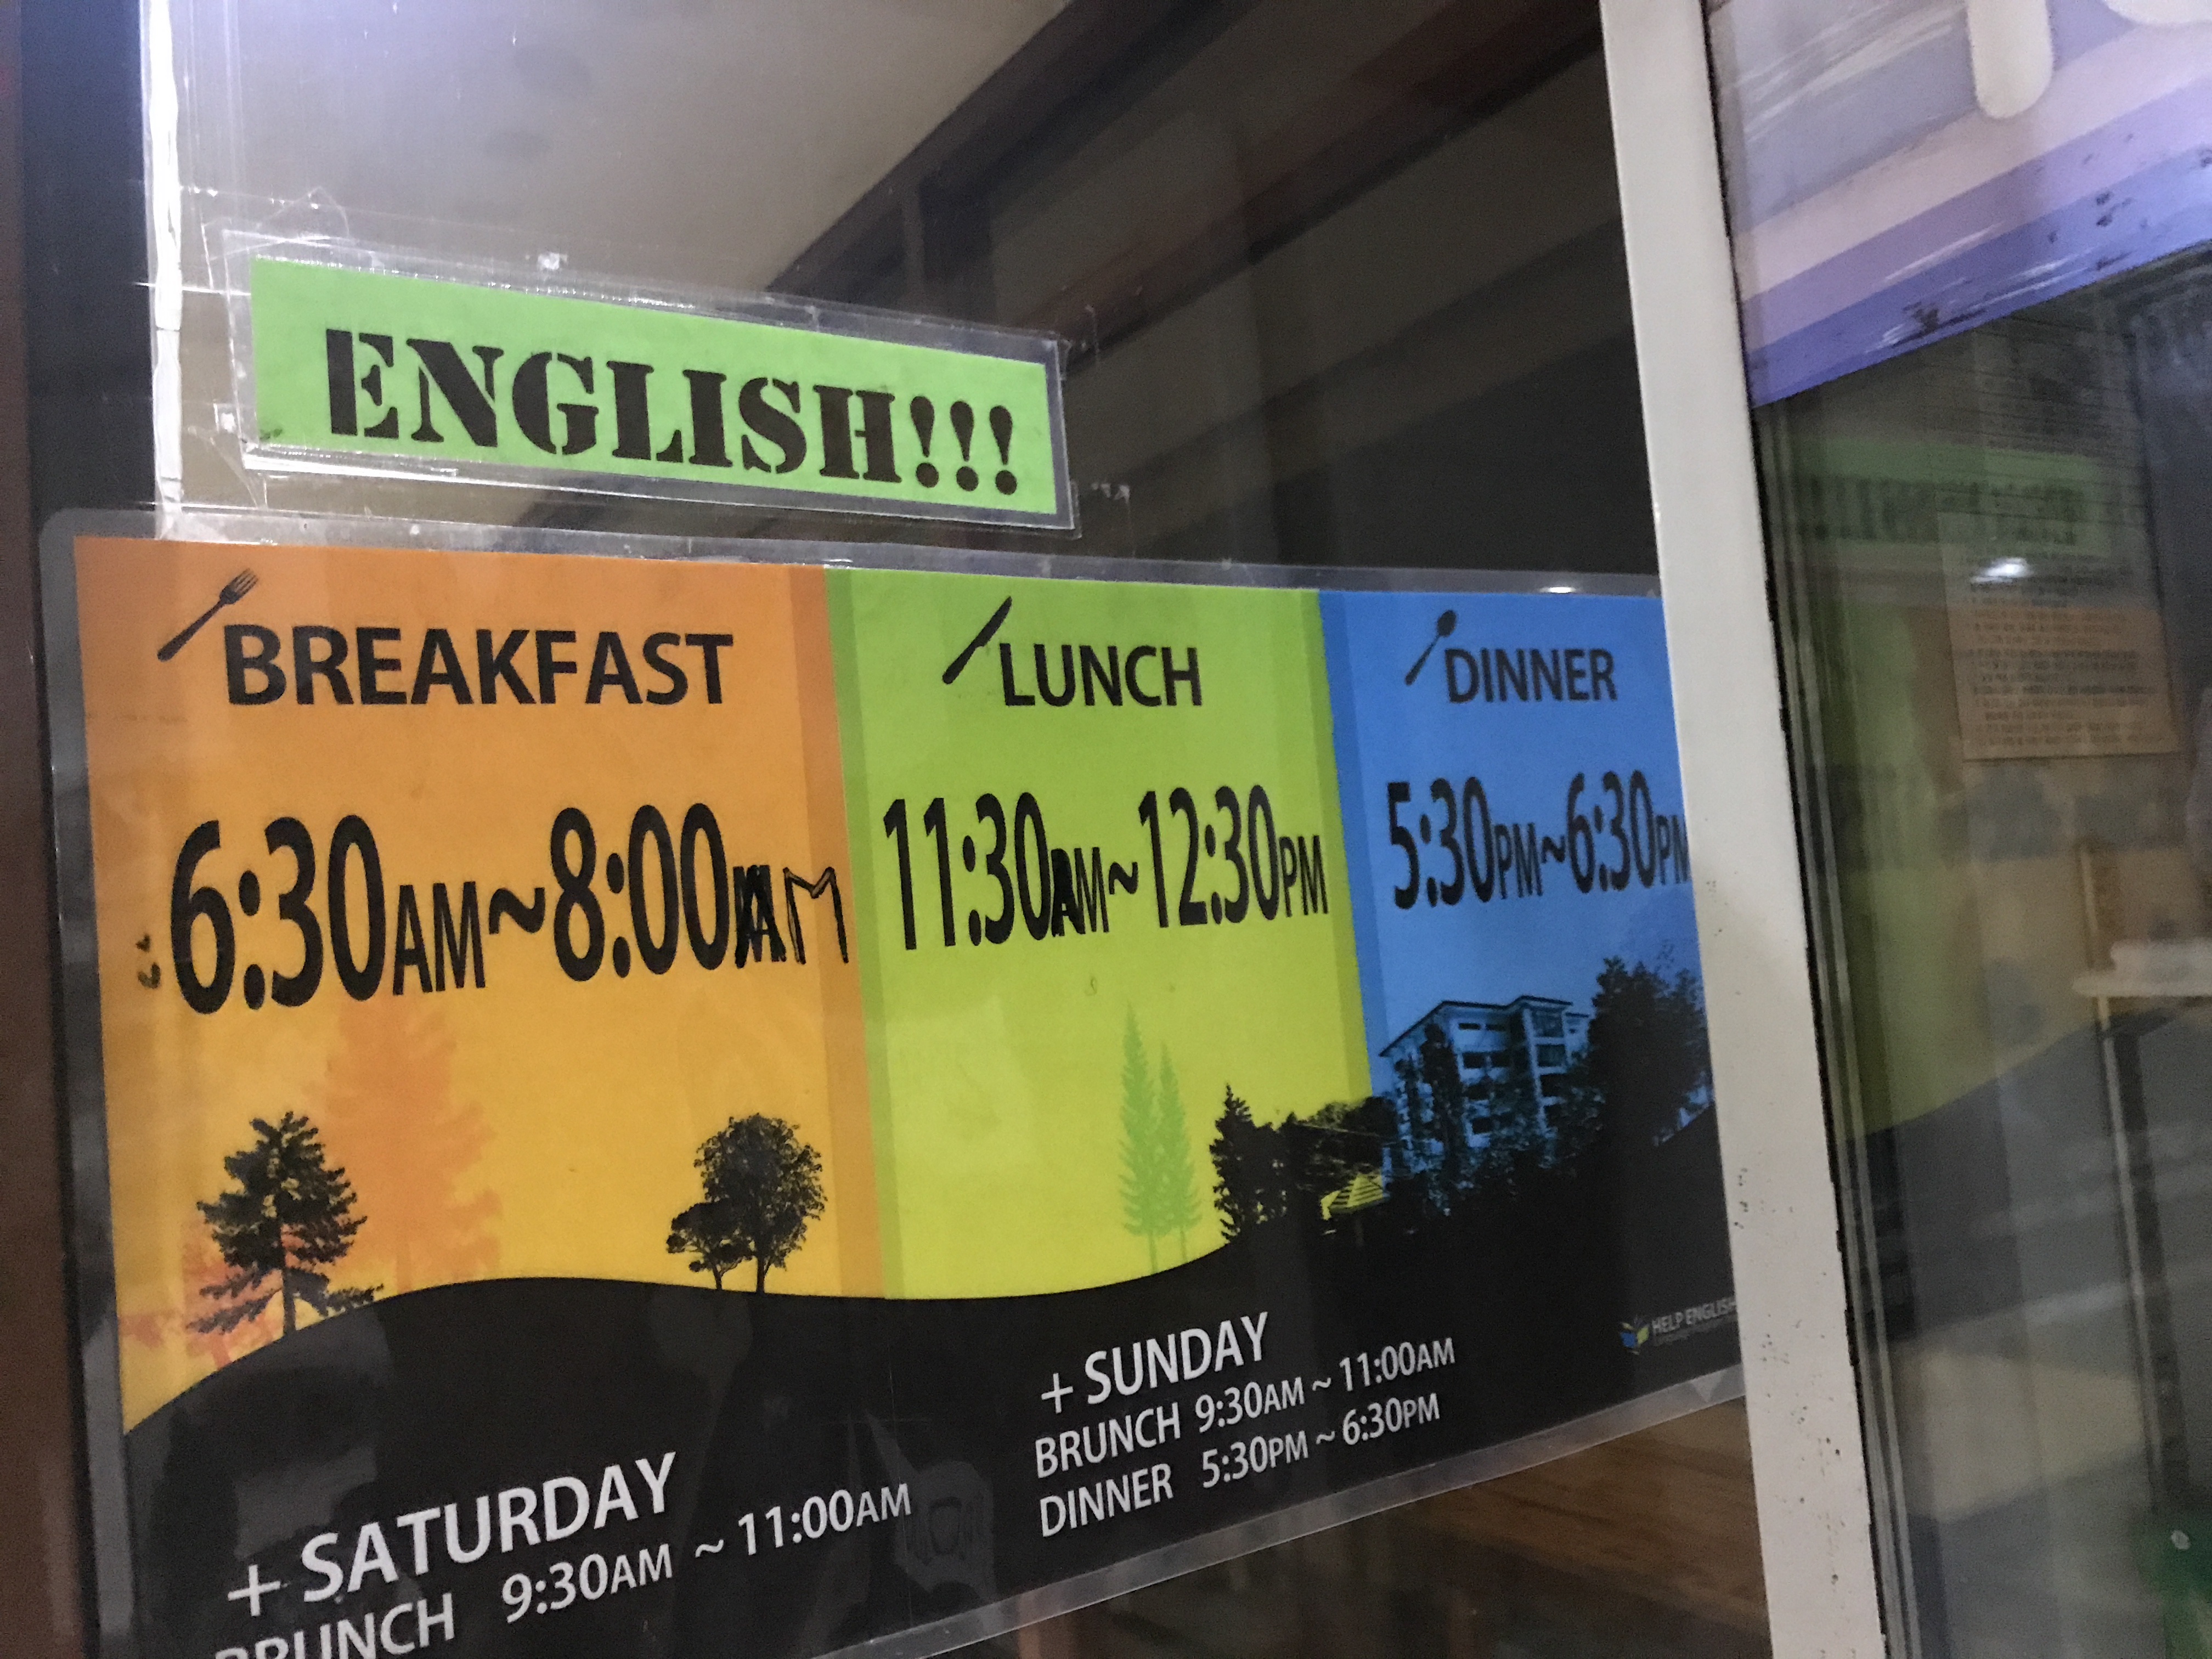 ENGLISH!!!
BREAKFAST
6:30AM~8:00AM
LUNCH
11:30AM~12:30PM
DINNER
5:30PM~6:30PM
+ SATURDAY
BRUNCH 9:30AM ~ 11:00AM
+ SUNDAY
BRUNCH 9:30AM ~ 11:00AM
DINNER 5:30PM ~ 6:30PM
HELP ENGLISH